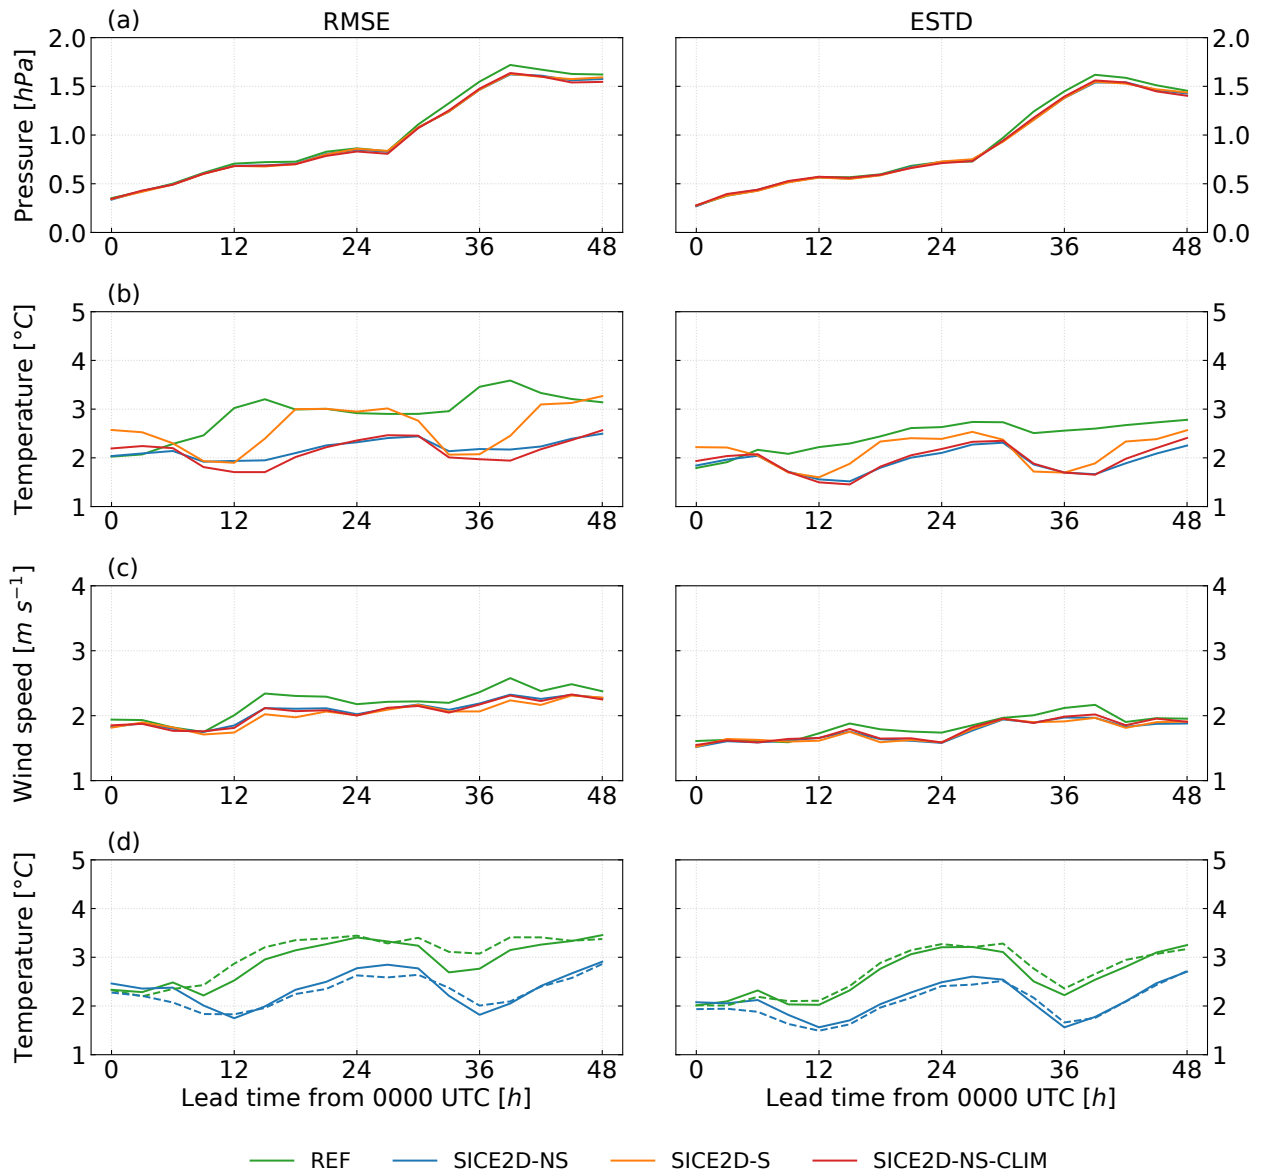 (a)
RMSE
ESTD
Pressure [hPa]
2.0
1.5
1.0
0.5
0.0
0 12 24 36 48
0 12 24 36 48
2.0
1.5
1.0
0.5
0.0
(b)
Temperature [°C]
5
4
3
2
1
0 12 24 36 48
0 12 24 36 48
5
4
3
2
1
(c)
Wind speed [m s⁻¹]
4
3
2
1
0 12 24 36 48
0 12 24 36 48
4
3
2
1
(d)
Temperature [°C]
5
4
3
2
1
0 12 24 36 48
0 12 24 36 48
5
4
3
2
1
Lead time from 0000 UTC [h]
Lead time from 0000 UTC [h]
REF SICE2D-NS SICE2D-S SICE2D-NS-CLIM